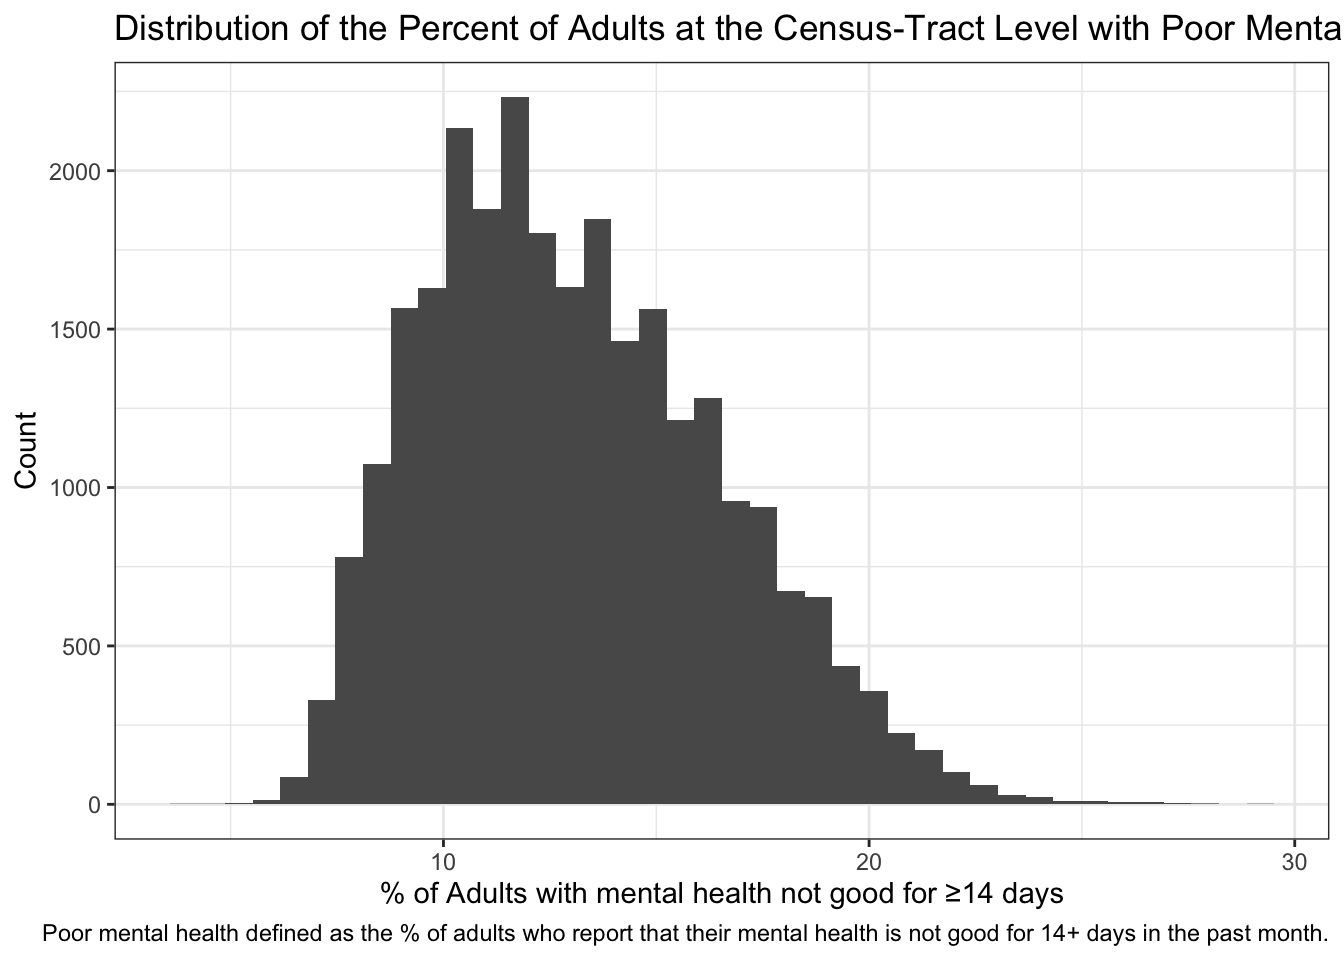 Distribution of the Percent of Adults at the Census-Tract Level with Poor Menta
2000
1500
1000
500
0
Count
10 20 30
% of Adults with mental health not good for ≥14 days
Poor mental health defined as the % of adults who report that their mental health is not good for 14+ days in the past month.